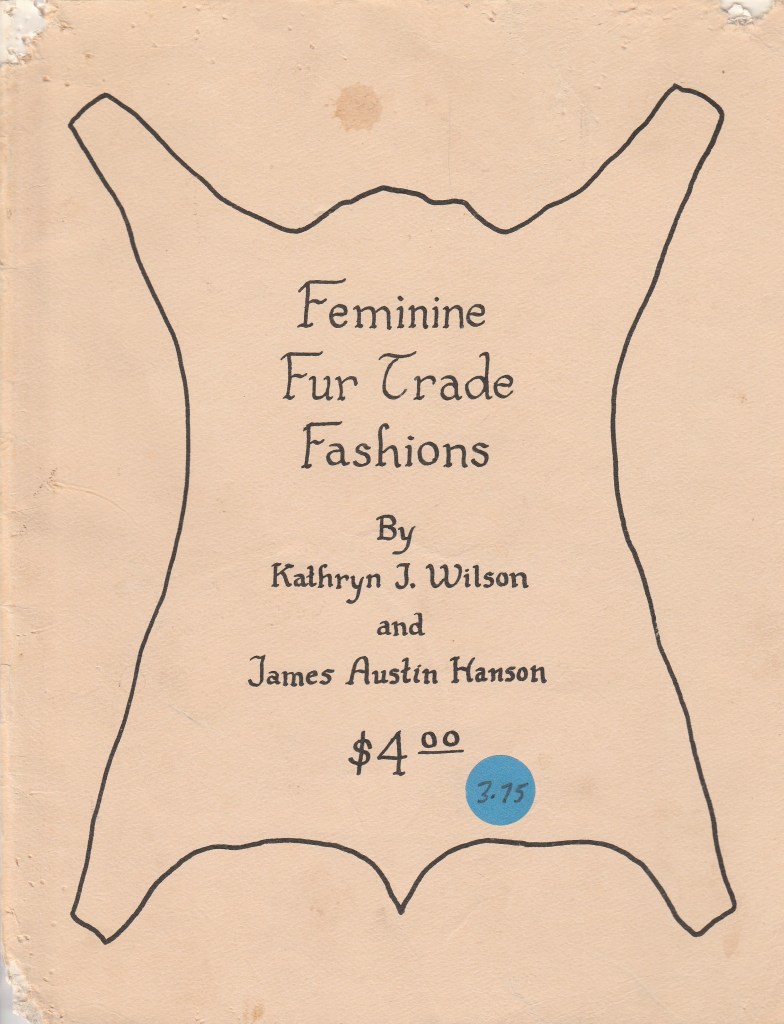 Feminine
Fur Trade
Fashions
By
Kathryn J. Wilson
and
James Austin Hanson
$4.00
3.75